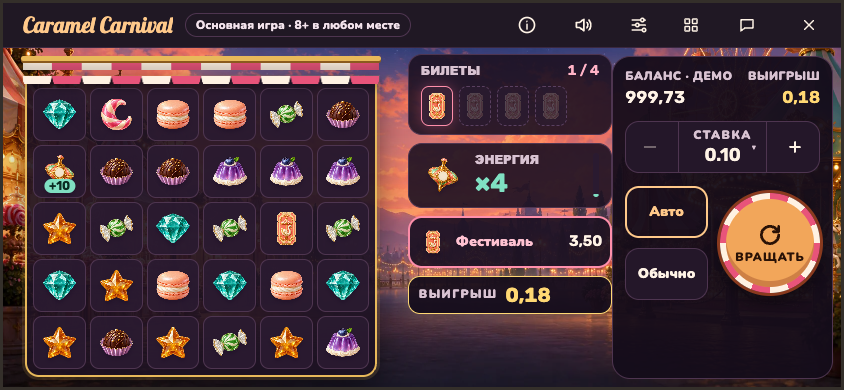 Caramel Carnival
Основная игра · 8+ в любом месте
БИЛЕТЫ 1 / 4
ЭНЕРГИЯ
×4
Фестиваль 3,50
ВЫИГРЫШ 0,18
БАЛАНС · ДЕМО ВЫИГРЫШ
999,73 0,18
СТАВКА
− 0.10 +
Авто
Обычно
ВРАЩАТЬ
+10